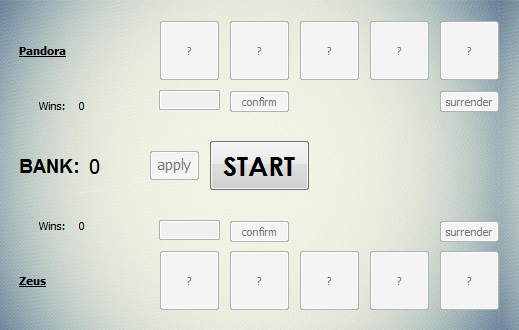 Pandora ? ? ? ? ?
Wins: 0 confirm surrender
BANK: 0 apply START
Wins: 0 confirm surrender
Zeus ? ? ? ? ?